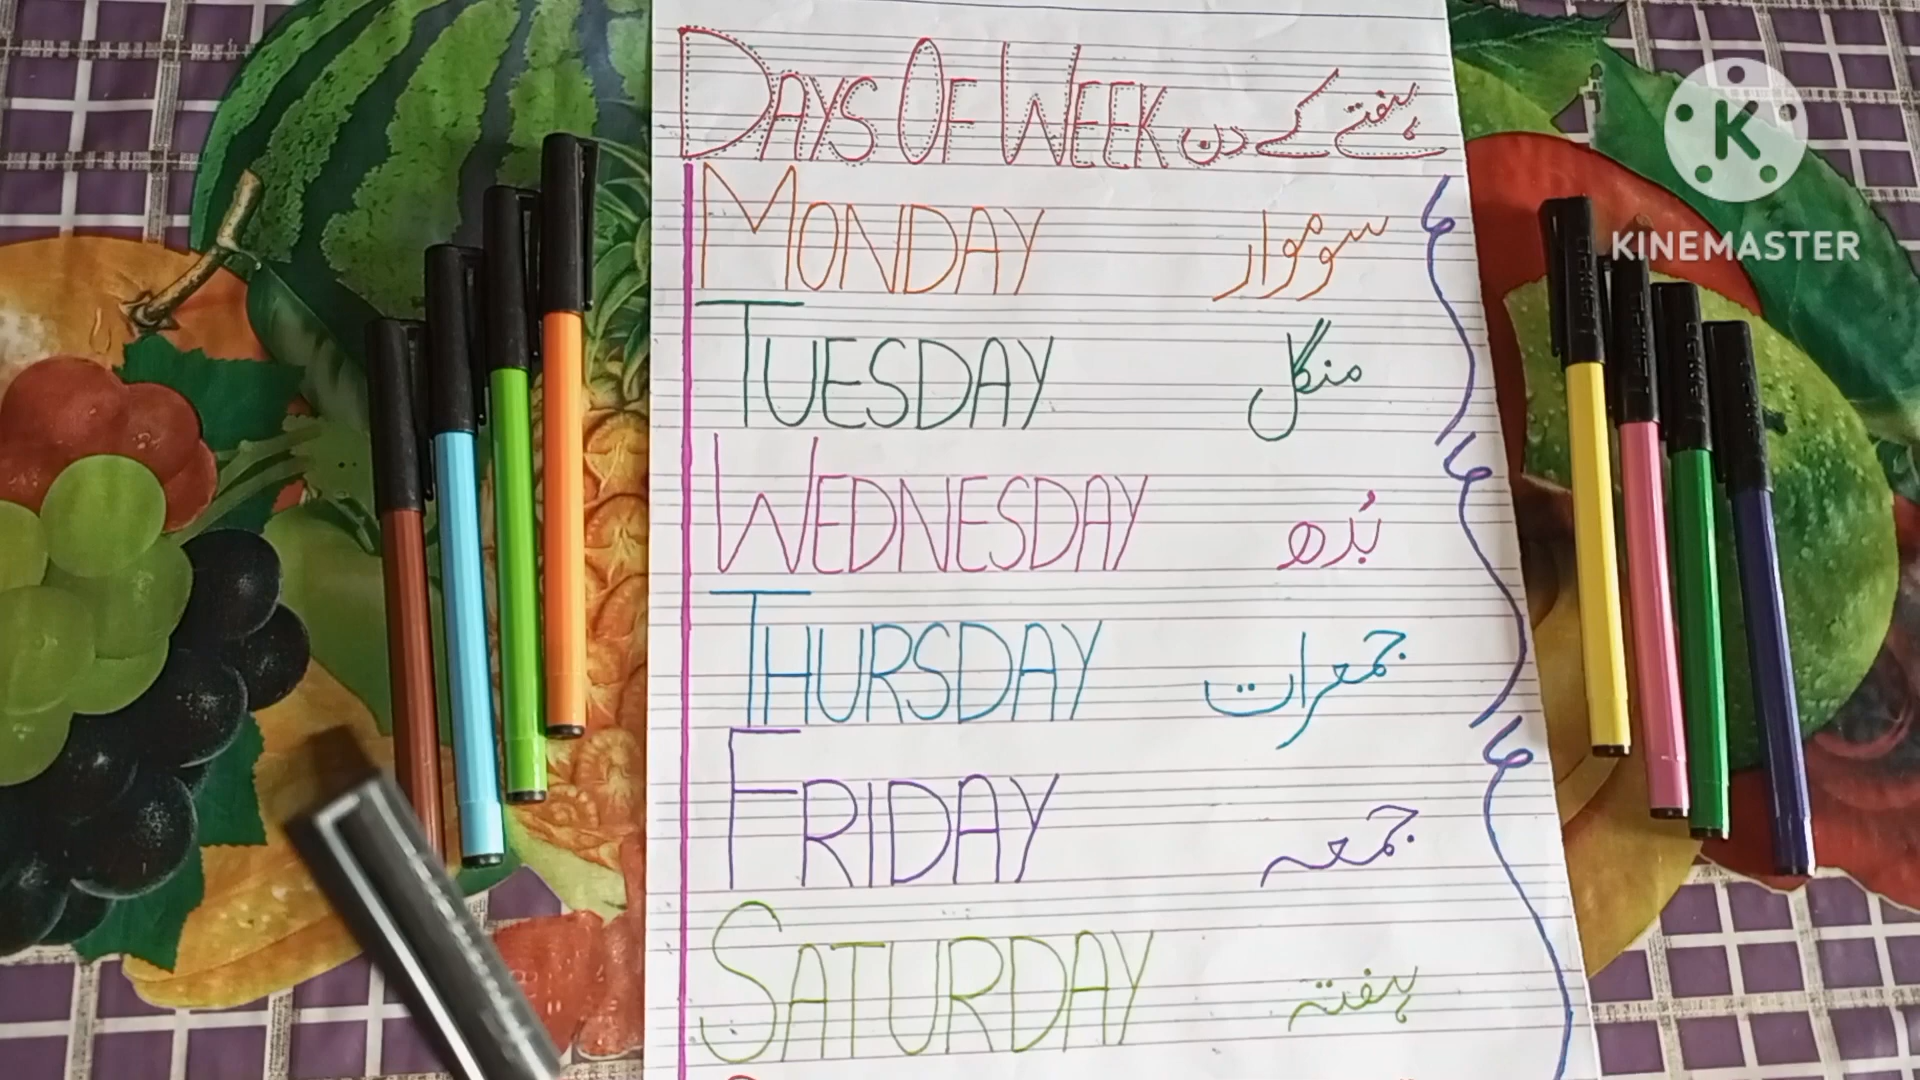 DAYS OF WEEK ہفتے کے دن
MONDAY سوموار
TUESDAY منگل
WEDNESDAY بُدھ
THURSDAY جمعرات
FRIDAY جمعہ
SATURDAY ہفتہ
K
KINEMASTER